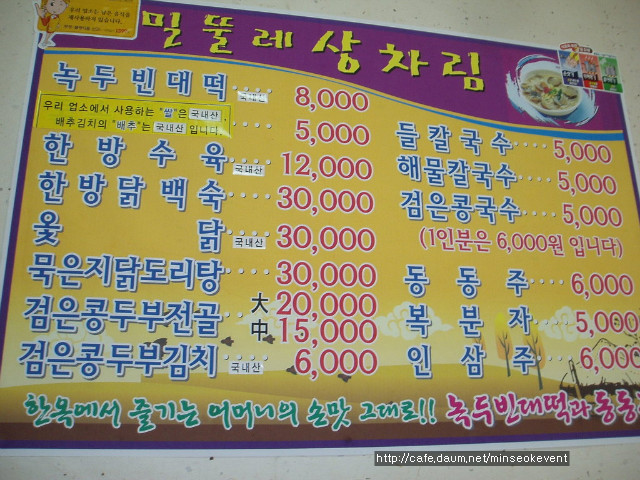 밀뚤레상차림
녹두빈대떡 국내산 8,000
우리 업소에서 사용하는 "쌀"은 국내산,
배추김치의 "배추"는 국내산 입니다.
5,000
한방수육 국내산 12,000
한방닭백숙 30,000
옻닭 국내산 30,000
묵은지닭도리탕 30,000
검은콩두부전골 大 20,000
中 15,000
검은콩두부김치 국내산 6,000
들칼국수 5,000
해물칼국수 5,000
검은콩국수 5,000
(1인분은 6,000원 입니다)
동동주 6,000
복분자 5,000
인삼주 6,000
한옥에서 즐기는 어머니의 손맛 그대로!! 녹두빈대떡과 동동
http://cafe.daum.net/minseokevent